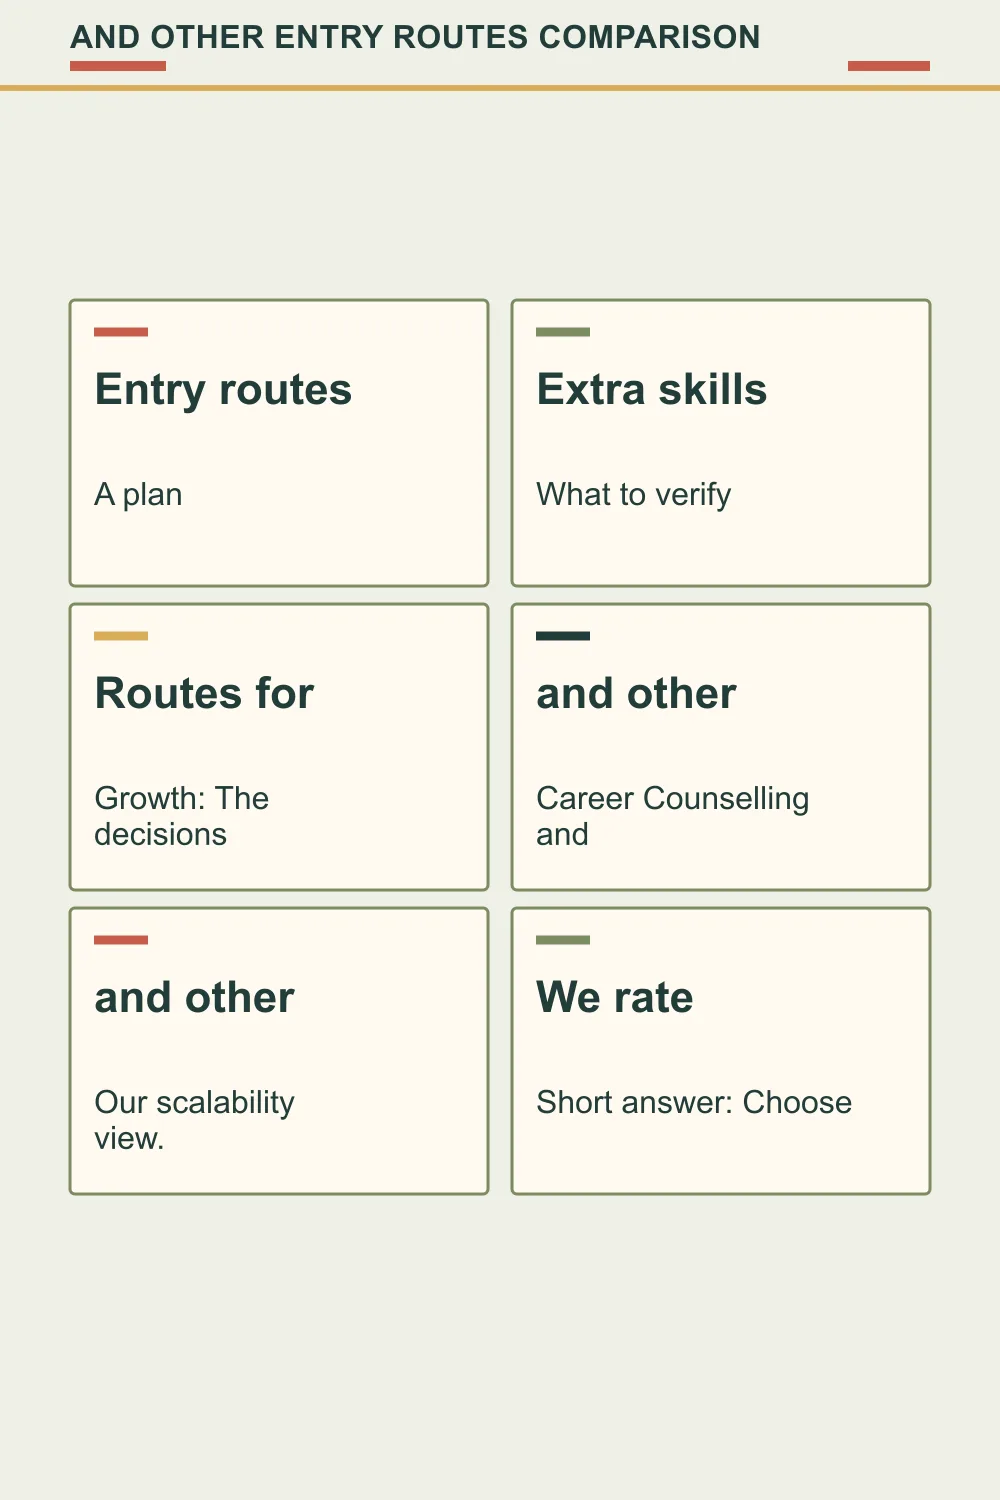 AND OTHER ENTRY ROUTES COMPARISON
Entry routes
A plan
Extra skills
What to verify
Routes for
Growth: The
decisions
and other
Career Counselling
and
and other
Our scalability
view.
We rate
Short answer: Choose